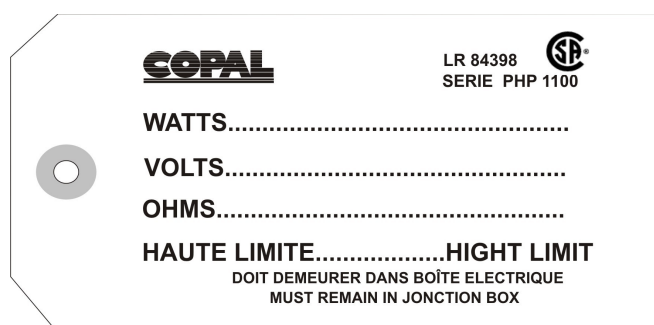 COPAL
LR 84398
SERIE PHP 1100
WATTS..................................................
VOLTS..................................................
OHMS...................................................
HAUTE LIMITE...................HIGHT LIMIT
DOIT DEMEURER DANS BOÎTE ELECTRIQUE
MUST REMAIN IN JONCTION BOX